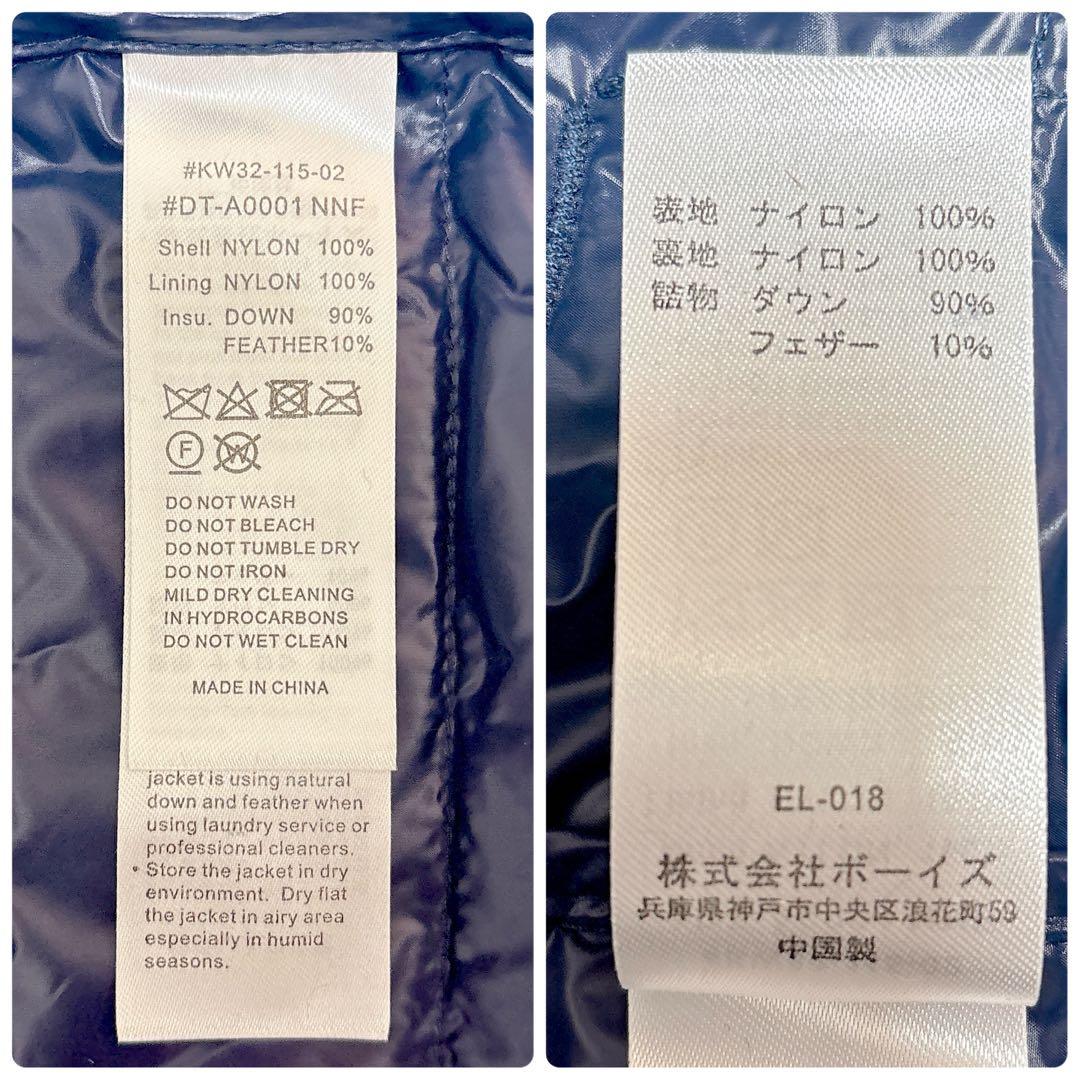 #KW32-115-02
#DT-A0001 NNF
Shell NYLON 100%
Lining NYLON 100%
Insu. DOWN 90%
FEATHER10%
F
W
DO NOT WASH
DO NOT BLEACH
DO NOT TUMBLE DRY
DO NOT IRON
MILD DRY CLEANING
IN HYDROCARBONS
DO NOT WET CLEAN
MADE IN CHINA
jacket is using natural
down and feather when
using laundry service or
professional cleaners.
• Store the jacket in dry
environment. Dry flat
the jacket in airy area
especially in humid
seasons.
表地 ナイロン 100%
裏地 ナイロン 100%
詰物 ダウン 90%
フェザー 10%
EL-018
株式会社ボーイズ
兵庫県神戸市中央区浪花町59
中国製